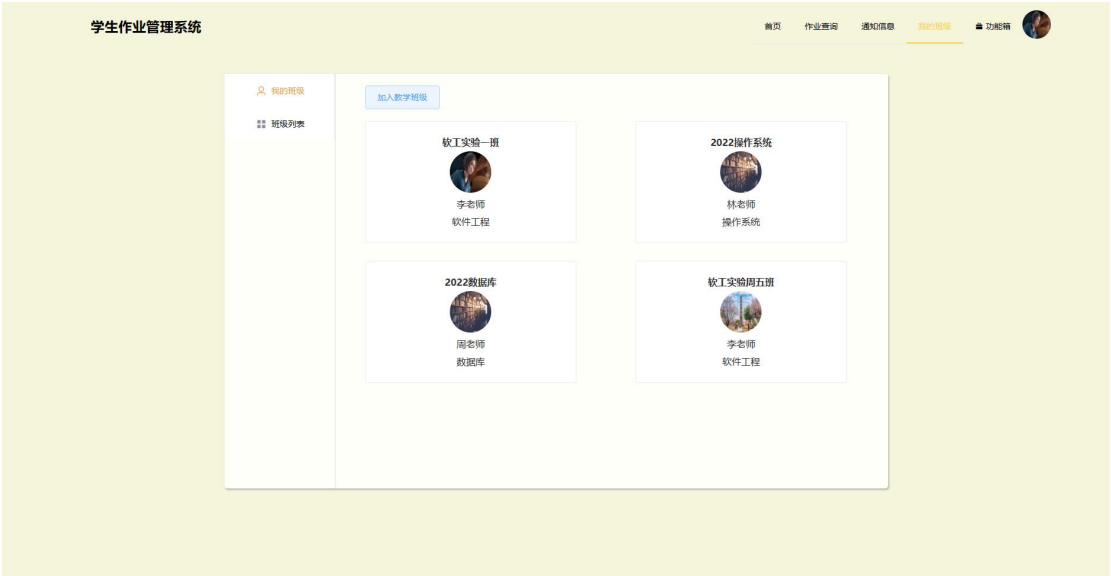 学生作业管理系统
首页 作业查询 通知信息 我的班级 功能箱
我的班级
班级列表
加入教学班级
软工实验一班
李老师
软件工程
2022操作系统
林老师
操作系统
2022数据库
周老师
数据库
软工实验周五班
李老师
软件工程